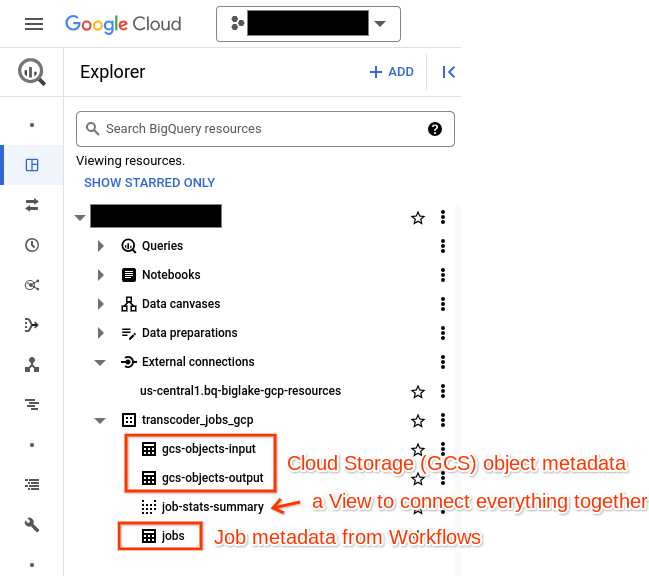 Google Cloud
Explorer
+ ADD
Search BigQuery resources
Viewing resources.
SHOW STARRED ONLY
Queries
Notebooks
Data canvases
Data preparations
External connections
us-central1.bq-biglake-gcp-resources
transcoder_jobs_gcp
gcs-objects-input
gcs-objects-output
Cloud Storage (GCS) object metadata
job-stats-summary
a View to connect everything together
jobs
Job metadata from Workflows